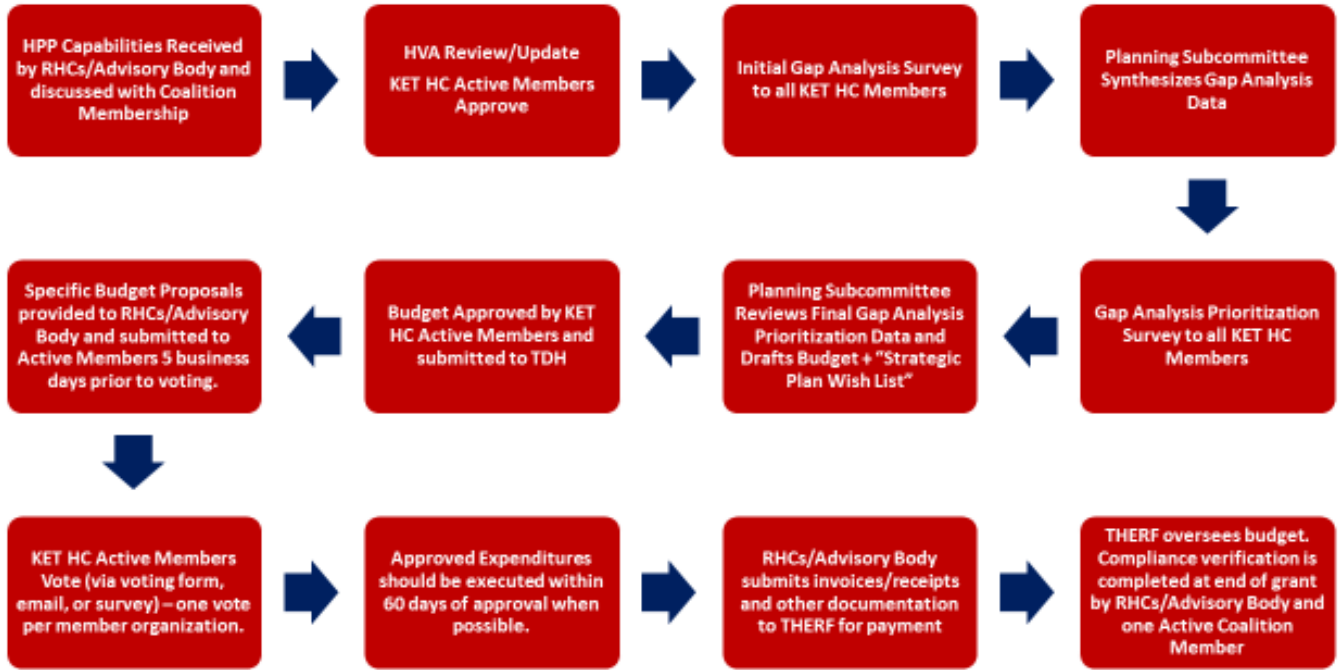 HPP Capabilities Received
by RHCs/Advisory Body and
discussed with Coalition
Membership
HVA Review/Update
KET HC Active Members
Approve
Initial Gap Analysis Survey
to all KET HC Members
Planning Subcommittee
Synthesizes Gap Analysis
Data
Gap Analysis Prioritization
Survey to all KET HC
Members
Planning Subcommittee
Reviews Final Gap Analysis
Prioritization Data and
Drafts Budget + “Strategic
Plan Wish List”
Budget Approved by KET
HC Active Members and
submitted to TDH
Specific Budget Proposals
provided to RHCs/Advisory
Body and submitted to
Active Members 5 business
days prior to voting.
KET HC Active Members
Vote (via voting form,
email, or survey) – one vote
per member organization.
Approved Expenditures
should be executed within
60 days of approval when
possible.
RHCs/Advisory Body
submits invoices/receipts
and other documentation
to THERF for payment
THERF oversees budget.
Compliance verification is
completed at end of grant
by RHCs/Advisory Body and
one Active Coalition
Member